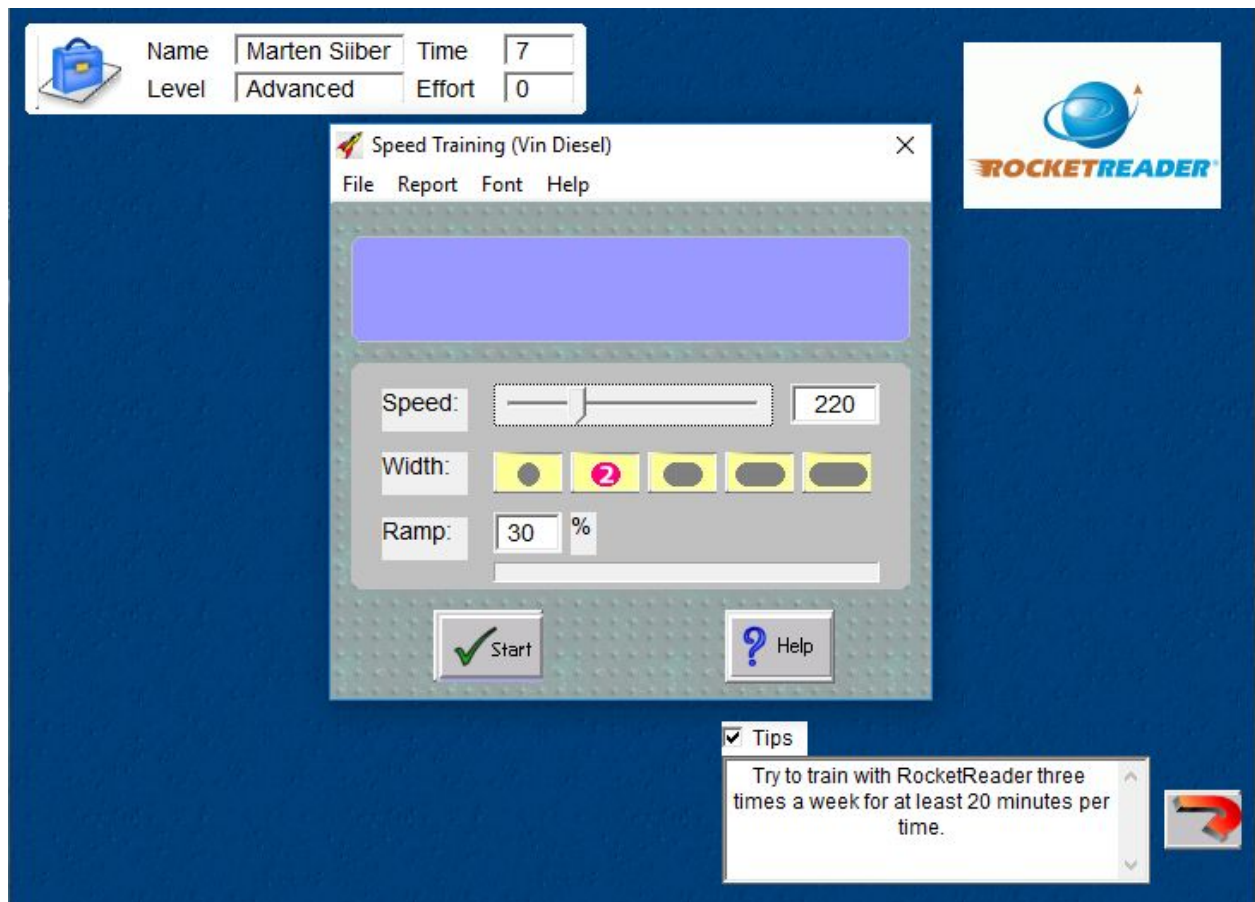 Name Marten Siiber Time 7
Level Advanced Effort 0
ROCKETREADER®
Speed Training (Vin Diesel)
File Report Font Help
Speed: 220
Width: 2
Ramp: 30 %
Start Help
Tips
Try to train with RocketReader three
times a week for at least 20 minutes per
time.